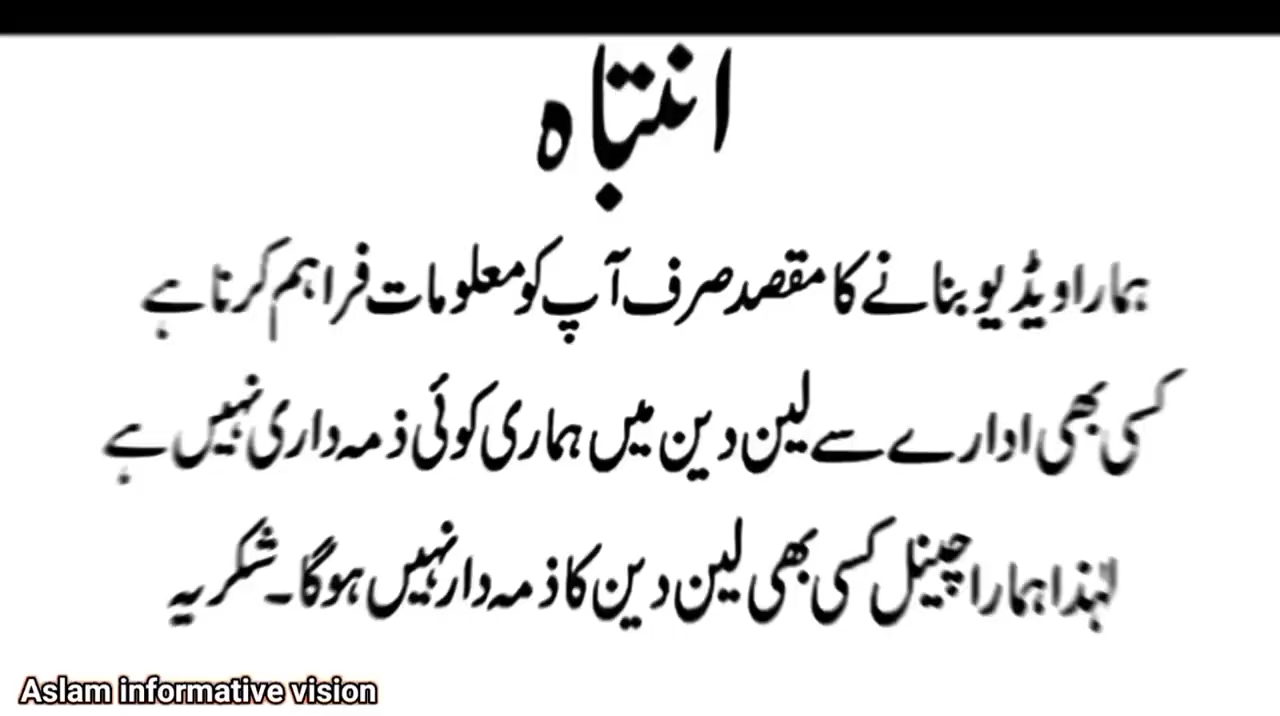 انتباہ
ہمارا ویڈیو بنانے کا مقصد صرف آپ کو معلومات فراہم کرنا ہے
کسی بھی ادارے سے لین دین میں ہماری کوئی ذمہ داری نہیں ہے
لہٰذا ہمارا چینل کسی بھی لین دین کا ذمہ دار نہیں ہوگا۔ شکریہ
Aslam informative vision